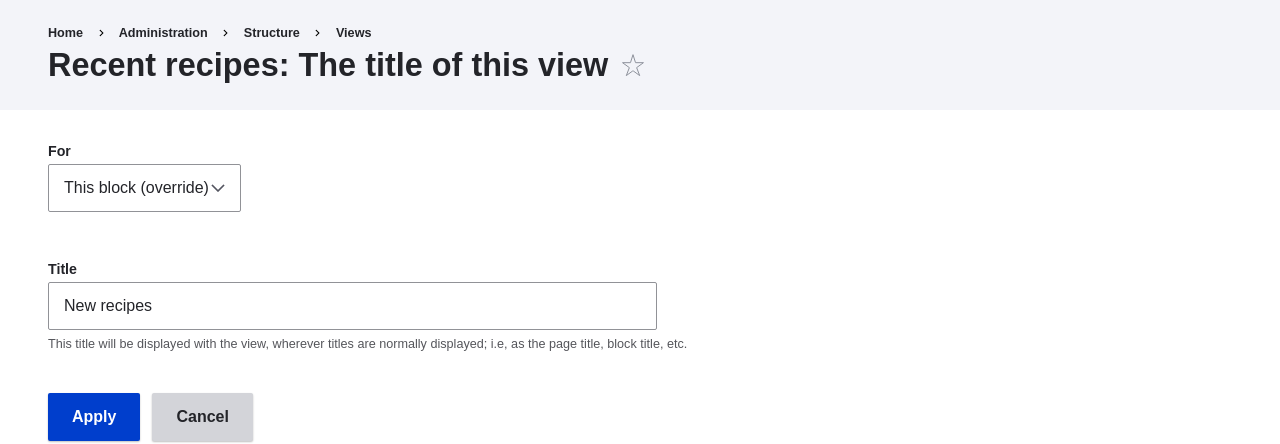 Home > Administration > Structure > Views
Recent recipes: The title of this view ☆
For
This block (override)
Title
New recipes
This title will be displayed with the view, wherever titles are normally displayed; i.e, as the page title, block title, etc.
Apply Cancel